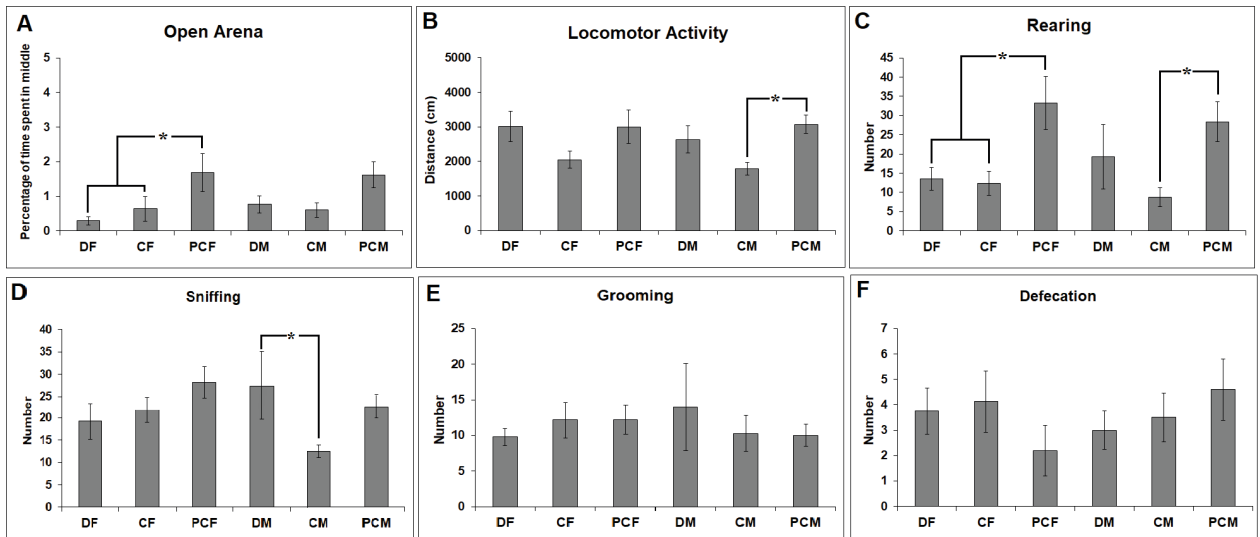 A
Open Arena
Percentage of time spent in middle
5
4
3
2
1
0
*
DF CF PCF DM CM PCM
B
Locomotor Activity
Distance (cm)
5000
4000
3000
2000
1000
0
*
DF CF PCF DM CM PCM
C
Rearing
Number
45
40
35
30
25
20
15
10
5
0
*
*
DF CF PCF DM CM PCM
D
Sniffing
Number
40
35
30
25
20
15
10
5
0
*
DF CF PCF DM CM PCM
E
Grooming
Number
25
20
15
10
5
0
DF CF PCF DM CM PCM
F
Defecation
Number
7
6
5
4
3
2
1
0
DF CF PCF DM CM PCM